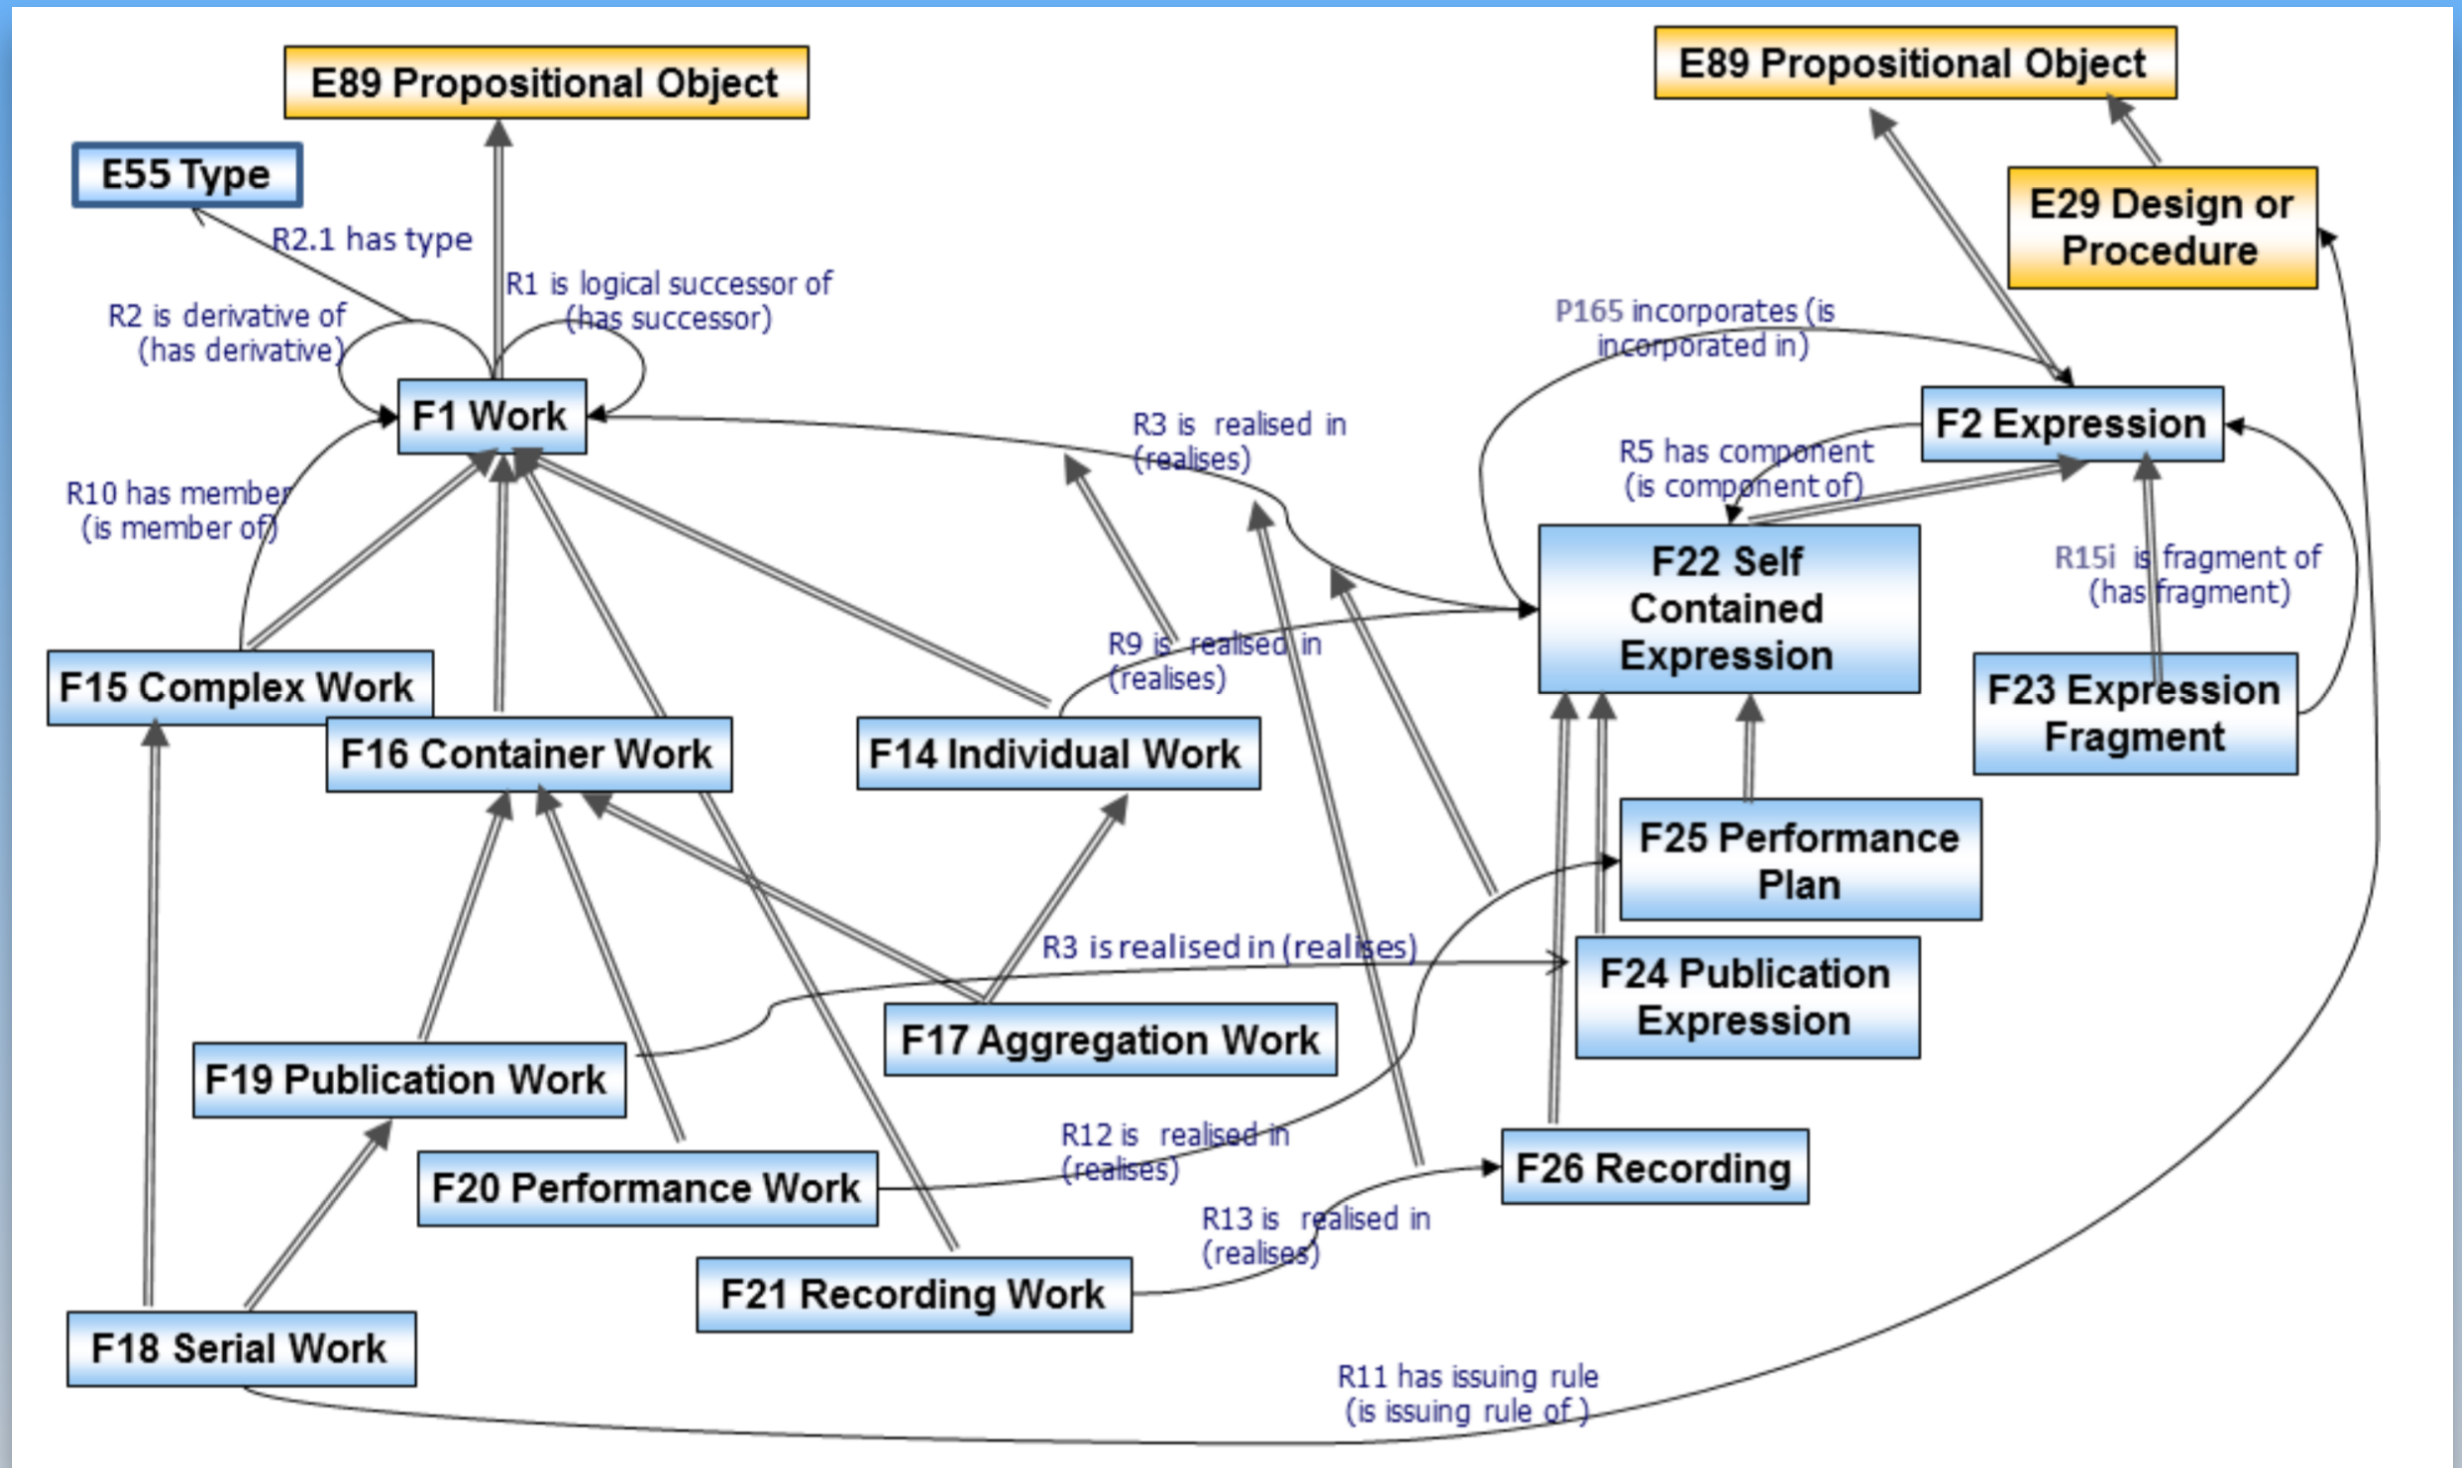 E89 Propositional Object
E89 Propositional Object
E55 Type
E29 Design or
Procedure
R2.1 has type
R1 is logical successor of
(has successor)
R2 is derivative of
(has derivative)
P165 incorporates (is
incorporated in)
F1 Work
R3 is realised in
(realises)
F2 Expression
R5 has component
(is component of)
R10 has member
(is member of)
F22 Self
Contained
Expression
R15i is fragment of
(has fragment)
R9 is realised in
(realises)
F15 Complex Work
F16 Container Work
F14 Individual Work
F23 Expression
Fragment
F25 Performance
Plan
R3 is realised in (realises)
F24 Publication
Expression
F17 Aggregation Work
F19 Publication Work
R12 is realised in
(realises)
F20 Performance Work
F26 Recording
R13 is realised in
(realises)
F21 Recording Work
F18 Serial Work
R11 has issuing rule
(is issuing rule of )